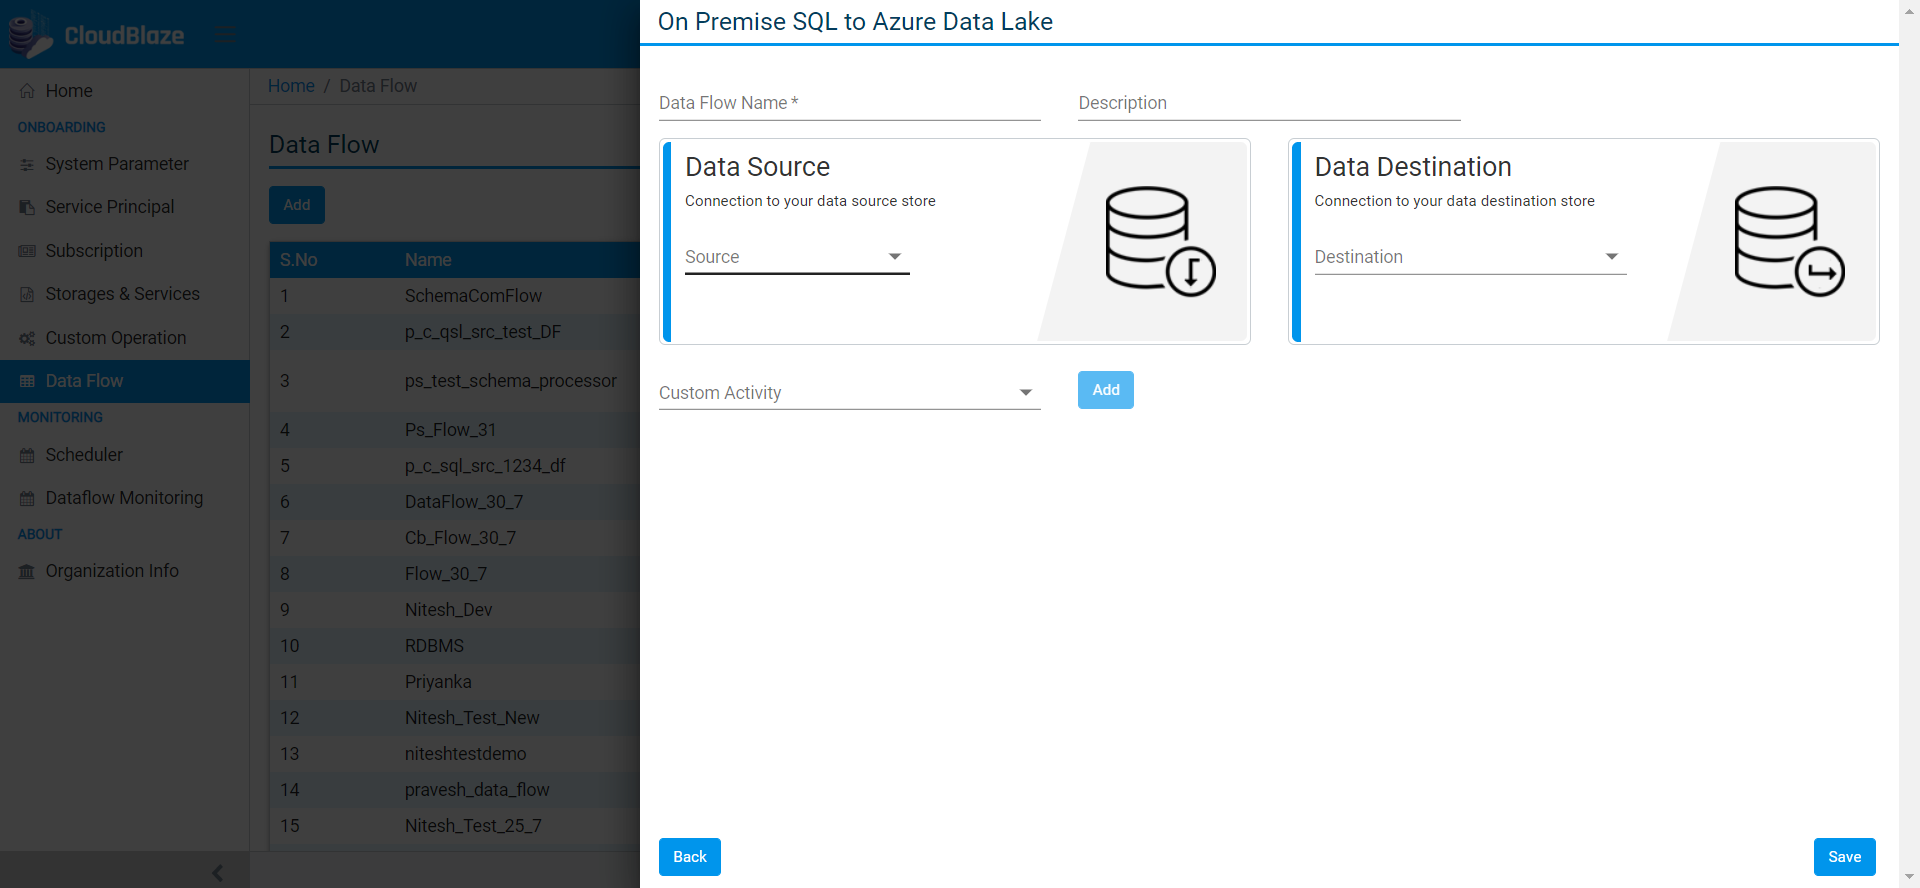 CloudBlaze
Home
ONBOARDING
System Parameter
Service Principal
Subscription
Storages & Services
Custom Operation
Data Flow
MONITORING
Scheduler
Dataflow Monitoring
ABOUT
Organization Info
Home / Data Flow
Data Flow
Add
S.No Name
1 SchemaComFlow
2 p_c_qsl_src_test_DF
3 ps_test_schema_processor
4 Ps_Flow_31
5 p_c_sql_src_1234_df
6 DataFlow_30_7
7 Cb_Flow_30_7
8 Flow_30_7
9 Nitesh_Dev
10 RDBMS
11 Priyanka
12 Nitesh_Test_New
13 niteshtestdemo
14 pravesh_data_flow
15 Nitesh_Test_25_7
On Premise SQL to Azure Data Lake
Data Flow Name *
Description
Data Source
Connection to your data source store
Source
Data Destination
Connection to your data destination store
Destination
Custom Activity
Add
Back
Save